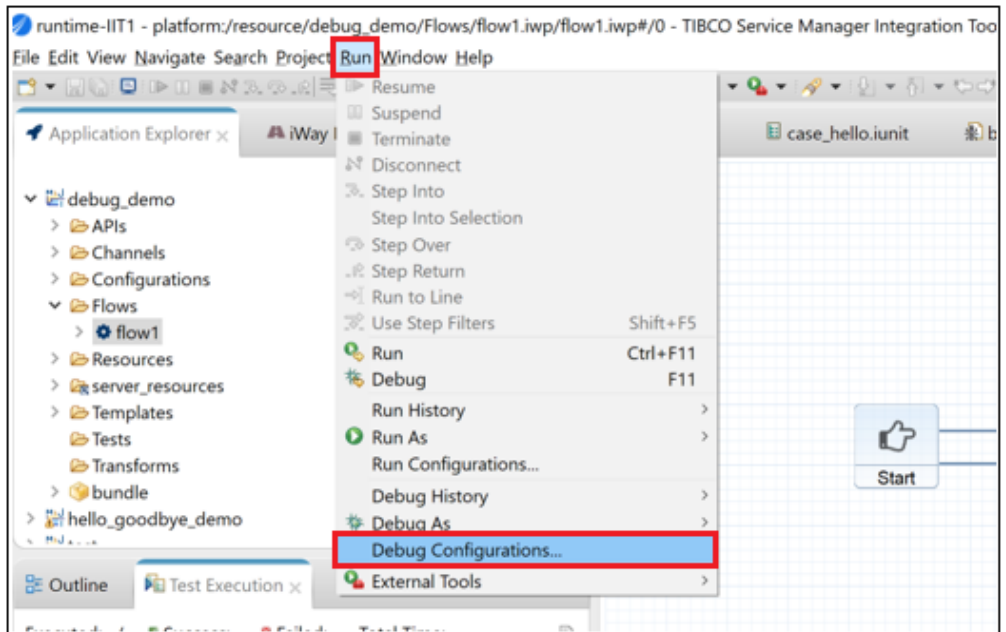 runtime-IIT1 - platform:/resource/debug_demo/Flows/flow1.iwp/flow1.iwp#/0 - TIBCO Service Manager Integration Too
File Edit View Navigate Search Project Run Window Help
Application Explorer
iWay
case_hello.iunit
debug_demo
APIs
Channels
Configurations
Flows
flow1
Resources
server_resources
Templates
Tests
Transforms
bundle
hello_goodbye_demo
Resume
Suspend
Terminate
Disconnect
Step Into
Step Into Selection
Step Over
Step Return
Run to Line
Use Step Filters Shift+F5
Run Ctrl+F11
Debug F11
Run History
Run As
Run Configurations...
Debug History
Debug As
Debug Configurations...
External Tools
Start
Outline
Test Execution